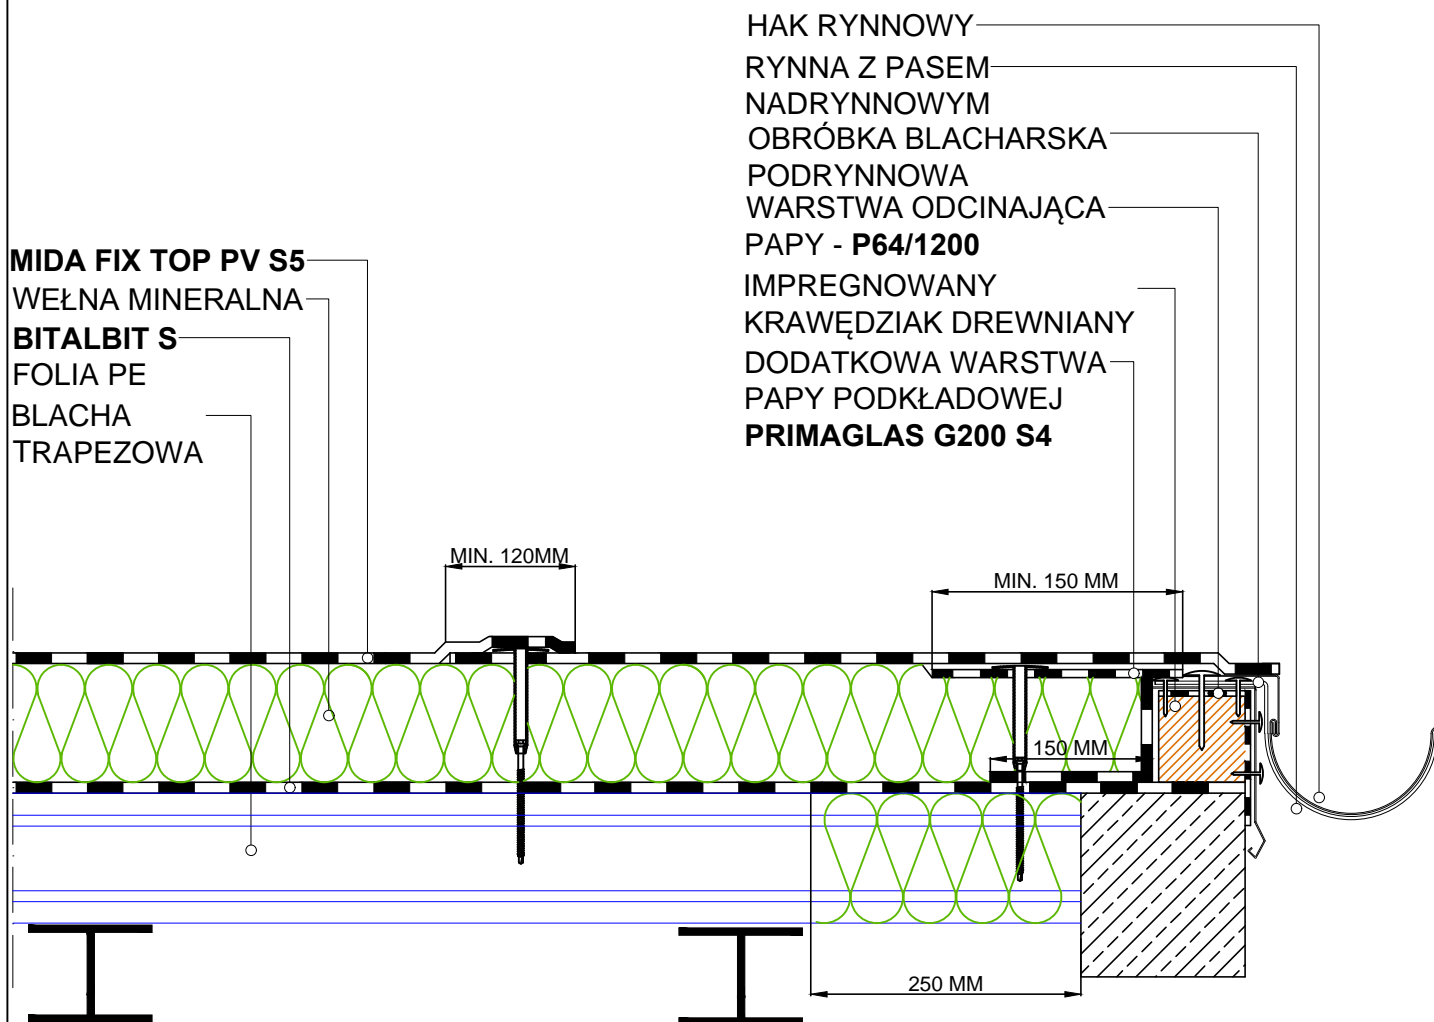 HAK RYNNOWY
RYNNA Z PASEM
NADRYNNOWYM
OBRÓBKA BLACHARSKA
PODRYNNOWA
WARSTWA ODCINAJĄCA
PAPY - P64/1200
IMPREGNOWANY
KRAWĘDZIAK DREWNIANY
DODATKOWA WARSTWA
PAPY PODKŁADOWEJ
PRIMAGLAS G200 S4
MIDA FIX TOP PV S5
WEŁNA MINERALNA
BITALBIT S
FOLIA PE
BLACHA
TRAPEZOWA
MIN. 120MM
MIN. 150 MM
150 MM
250 MM